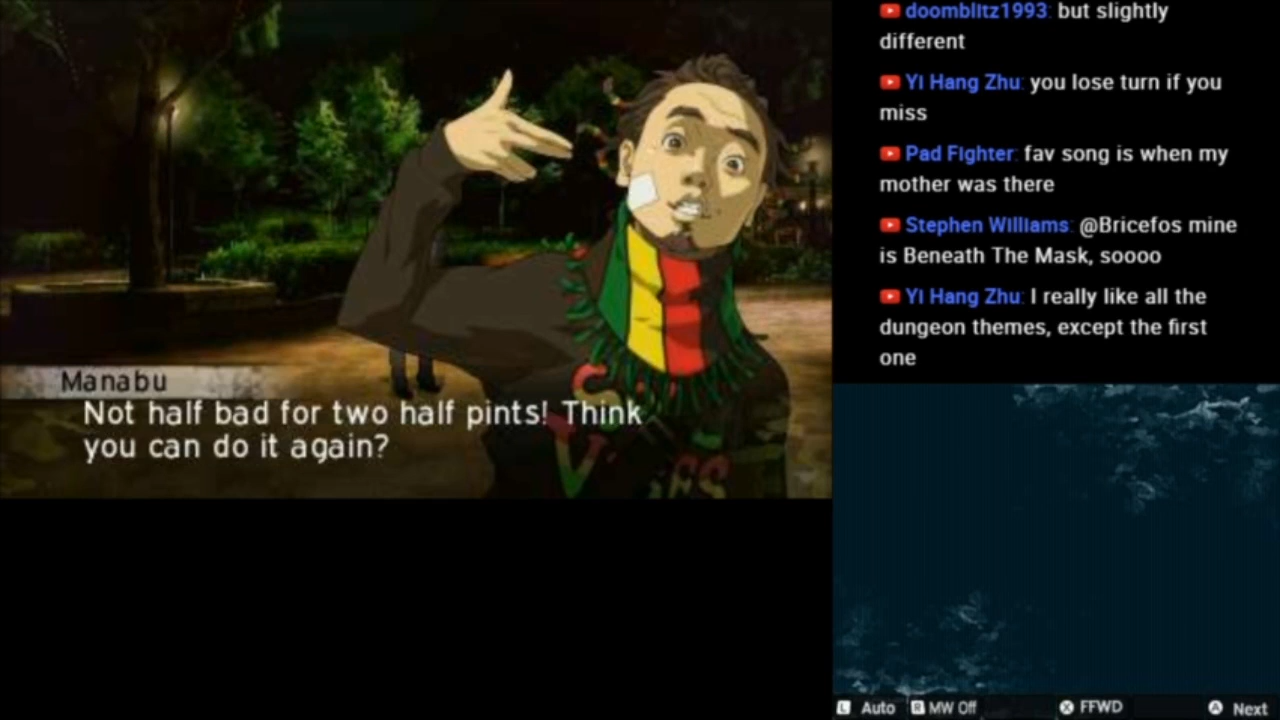 doomblitz1993: but slightly
different
Yi Hang Zhu: you lose turn if you
miss
Pad Fighter: fav song is when my
mother was there
Stephen Williams: @Bricefos mine
is Beneath The Mask, soooo
Yi Hang Zhu: I really like all the
dungeon themes, except the first
one
Manabu
Not half bad for two half pints! Think
you can do it again?
L Auto R MW Off X FFWD A Next